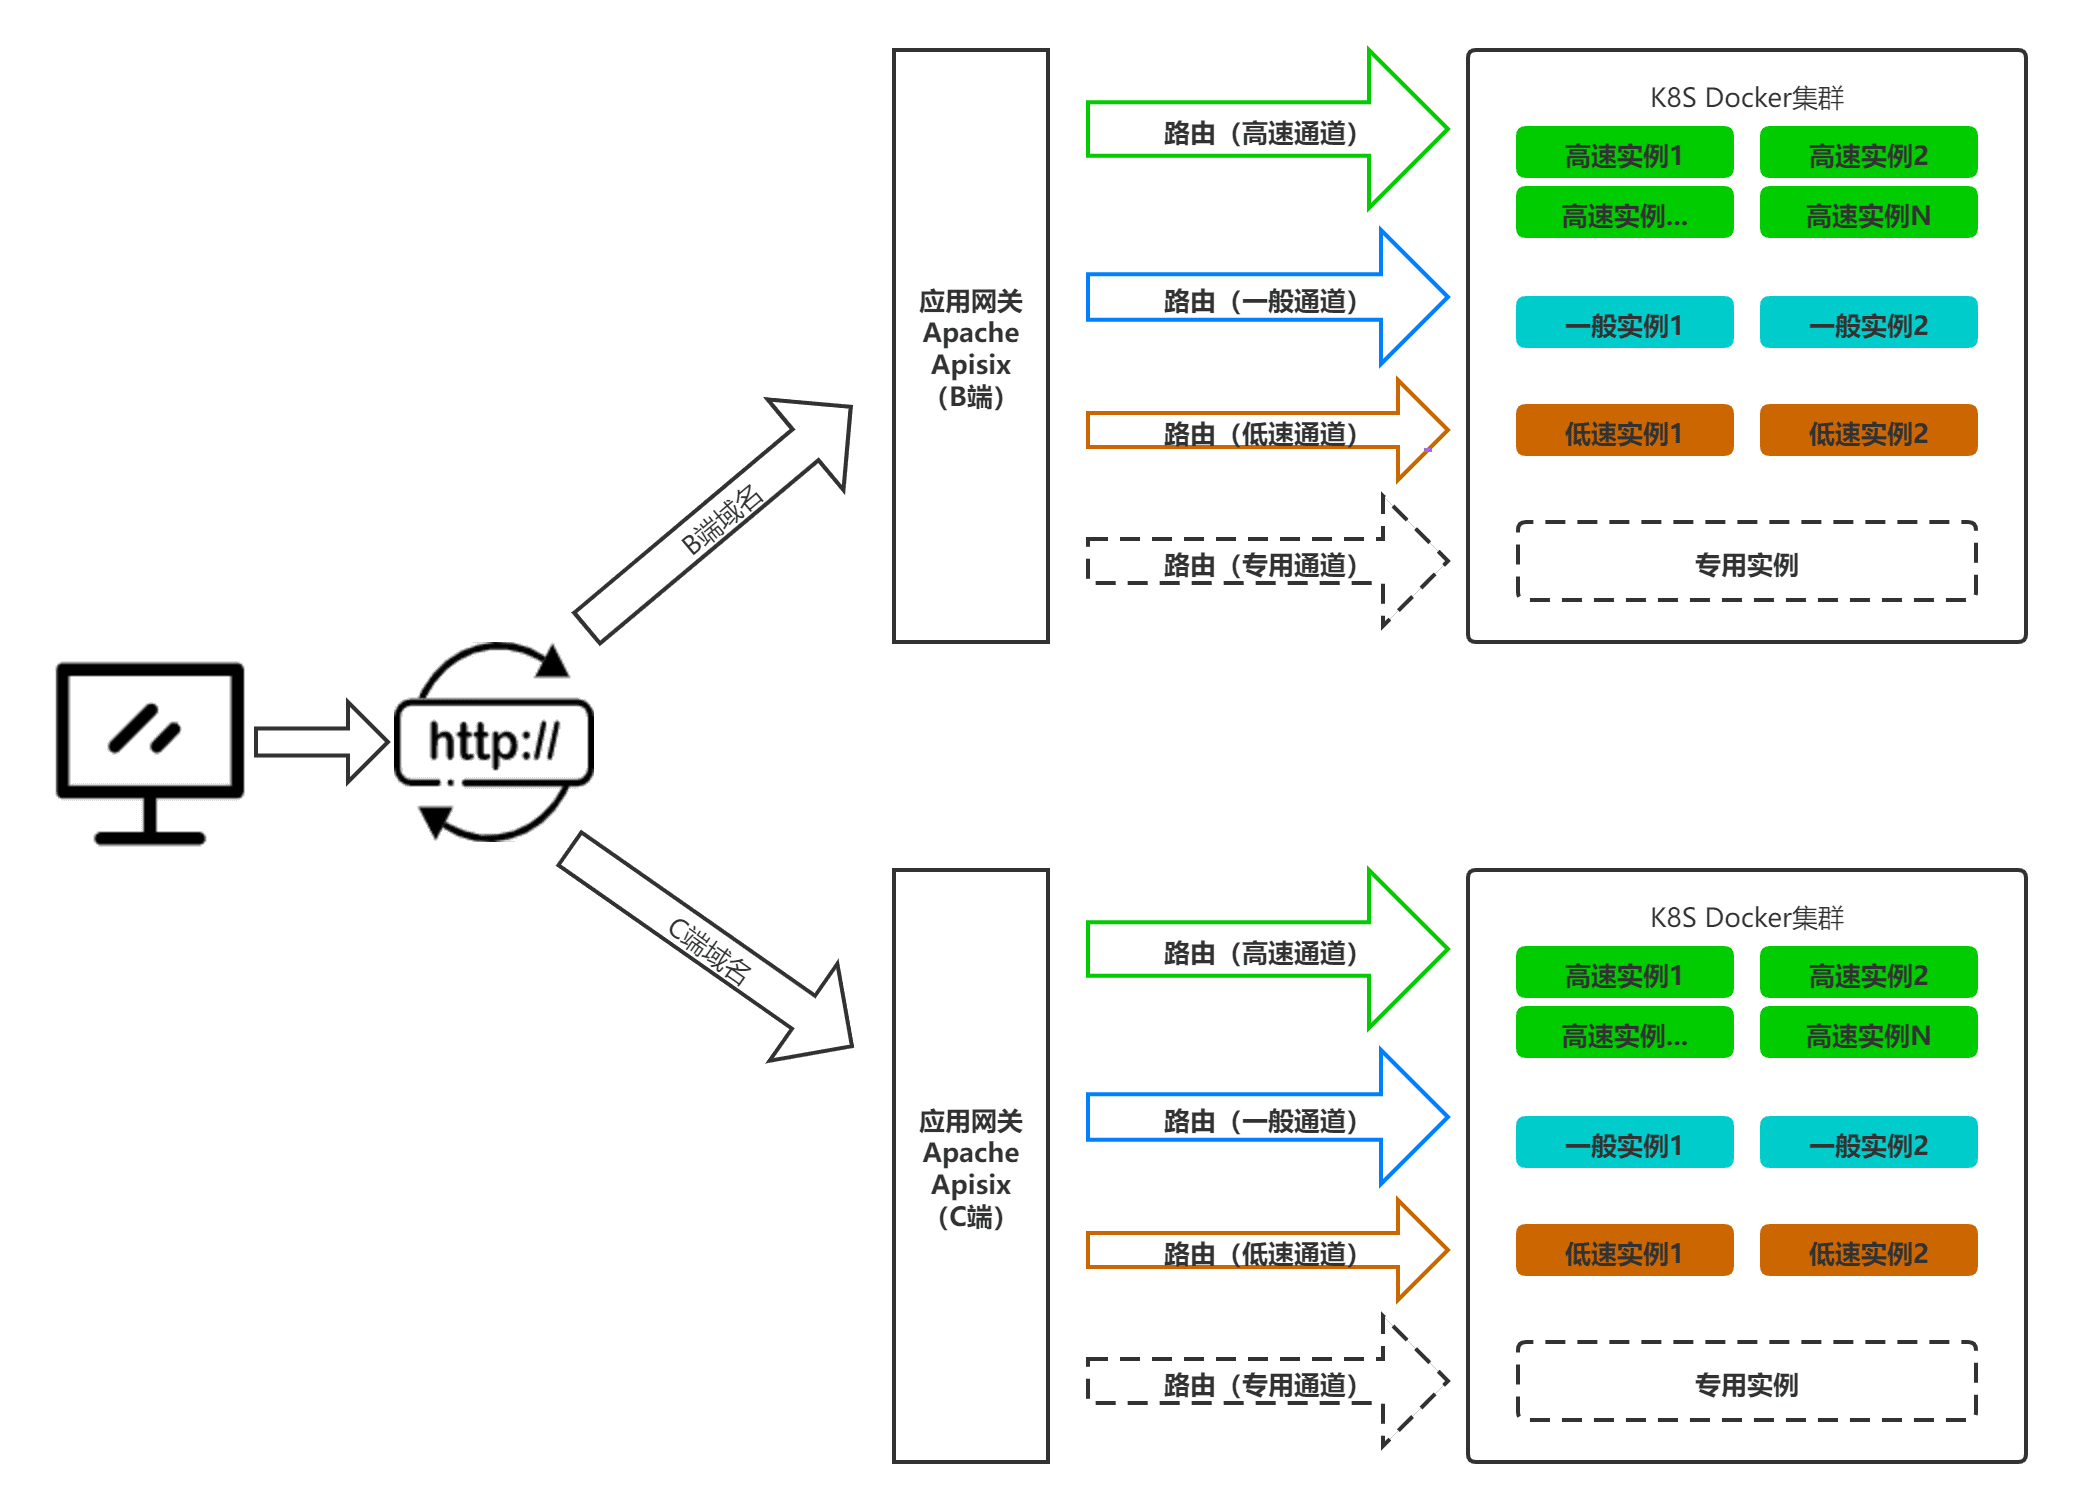 http://
B端域名
C端域名
应用网关
Apache
Apisix
（B端）
路由（高速通道）
路由（一般通道）
路由（低速通道）
路由（专用通道）
K8S Docker集群
高速实例1
高速实例2
高速实例...
高速实例N
一般实例1
一般实例2
低速实例1
低速实例2
专用实例
应用网关
Apache
Apisix
（C端）
路由（高速通道）
路由（一般通道）
路由（低速通道）
路由（专用通道）
K8S Docker集群
高速实例1
高速实例2
高速实例...
高速实例N
一般实例1
一般实例2
低速实例1
低速实例2
专用实例